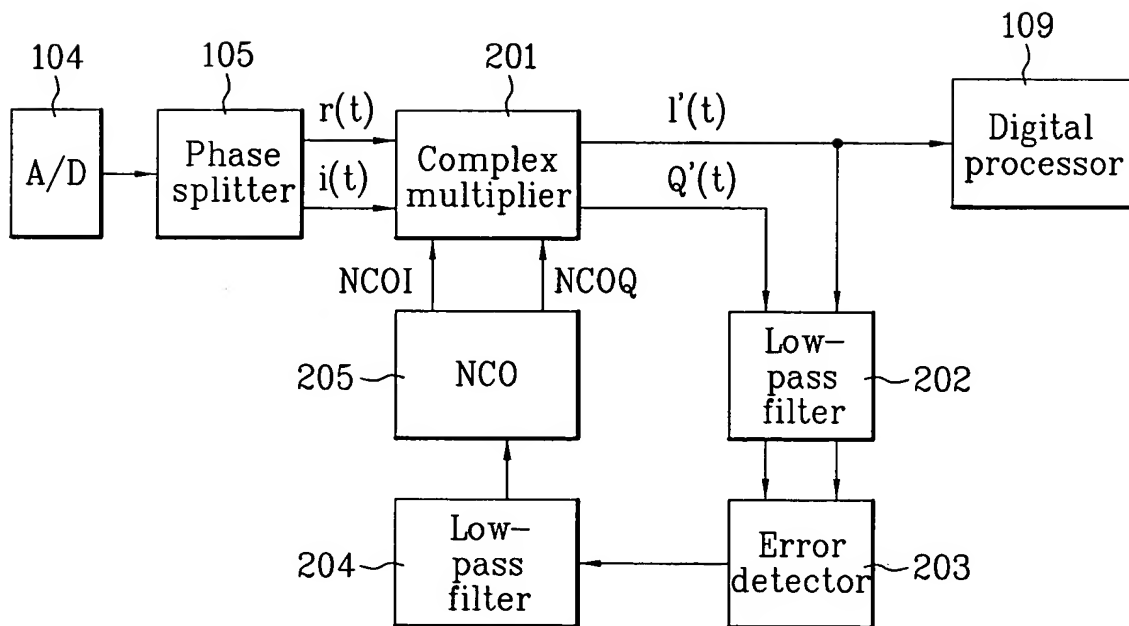 104
105
201
109
A/D
Phase
splitter
r(t)
i(t)
Complex
multiplier
I'(t)
Q'(t)
Digital
processor
NCOI
NCOQ
205
NCO
Low-
pass
filter
202
204
Low-
pass
filter
Error
detector
203